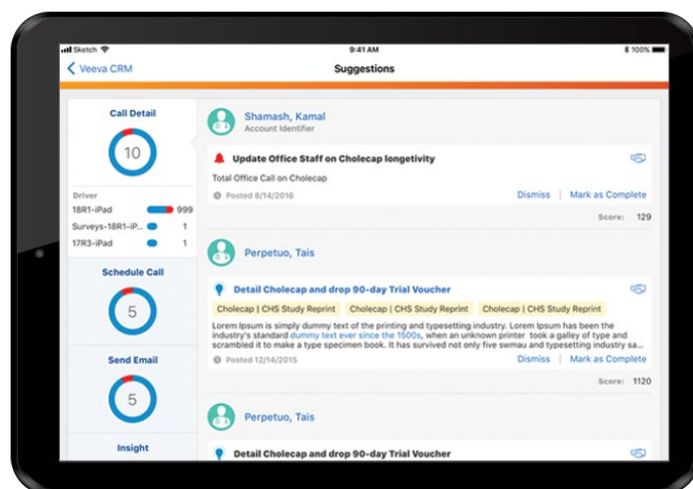 Sketch
9:41 AM
100%
Veeva CRM
Suggestions
Call Detail
10
Driver
18R1-iPad 999
Surveys-18R1-iP... 1
17R3-iPad 1
Schedule Call
5
Send Email
5
Insight
Shamash, Kamal
Account Identifier
Update Office Staff on Cholecap longetivity
Total Office Call on Cholecap
Posted 8/14/2016
Dismiss | Mark as Complete
Score: 129
Perpetuo, Tais
Detail Cholecap and drop 90-day Trial Voucher
Cholecap | CHS Study Reprint Cholecap | CHS Study Reprint Cholecap | CHS Study Reprint
Lorem Ipsum is simply dummy text of the printing and typesetting industry. Lorem Ipsum has been the
industry's standard dummy text ever since the 1500s, when an unknown printer took a galley of type and
scrambled it to make a type specimen book. It has survived not only five swmau and typesetting industry sa...
Posted 12/14/2015
Dismiss | Mark as Complete
Score: 1120
Perpetuo, Tais
Detail Cholecap and drop 90-day Trial Voucher